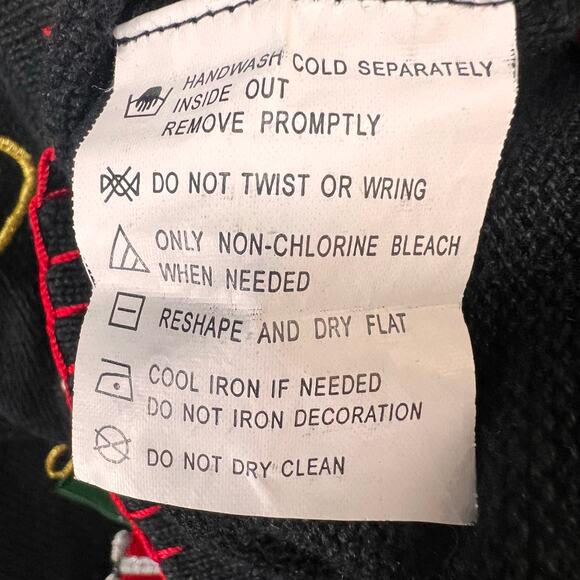 HANDWASH COLD SEPARATELY
INSIDE OUT
REMOVE PROMPTLY
DO NOT TWIST OR WRING
ONLY NON-CHLORINE BLEACH
WHEN NEEDED
RESHAPE AND DRY FLAT
COOL IRON IF NEEDED
DO NOT IRON DECORATION
DO NOT DRY CLEAN